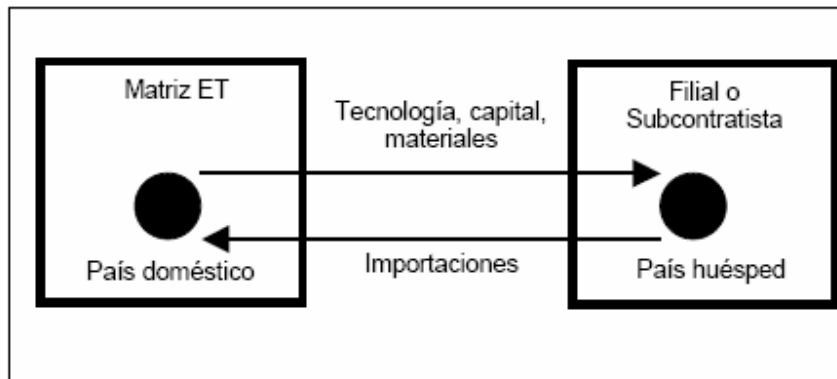 Matriz ET
Tecnología, capital,
materiales
Filial o
Subcontratista
País doméstico
Importaciones
País huésped